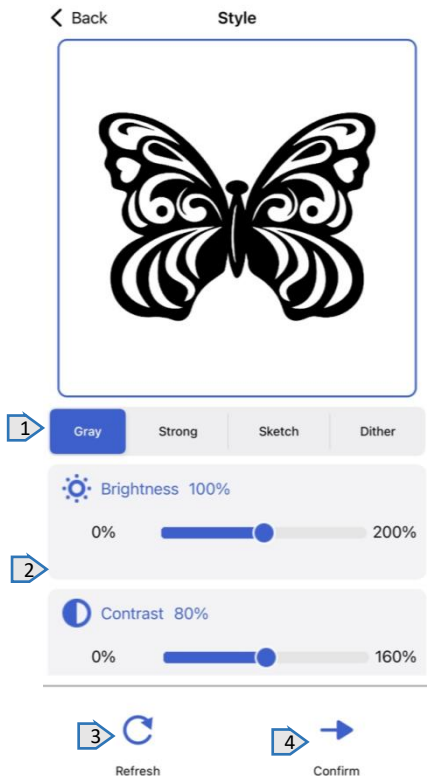 Back Style
1 Gray Strong Sketch Dither
Brightness 100%
0% 200%
2
Contrast 80%
0% 160%
3 4
Refresh Confirm